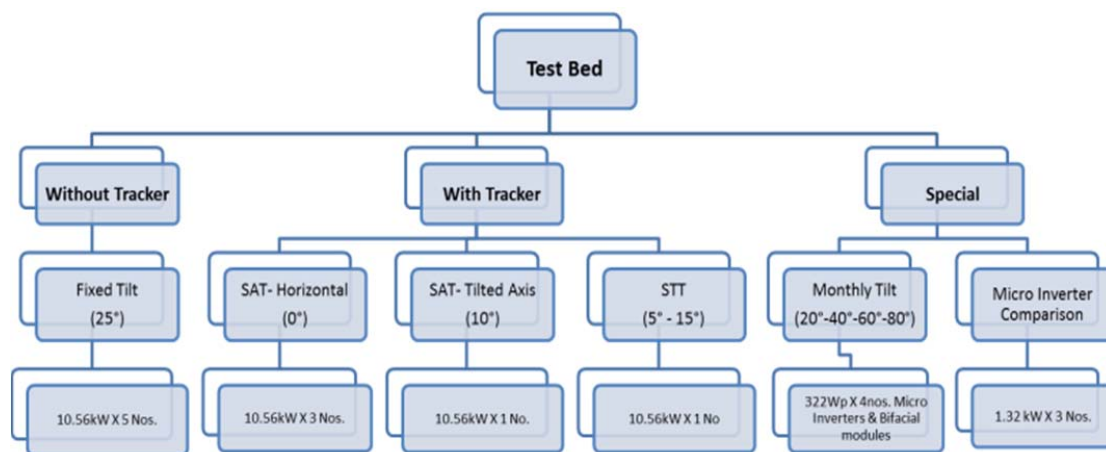 Test Bed
Without Tracker
With Tracker
Special
Fixed Tilt
(25°)
SAT- Horizontal
(0°)
SAT- Tilted Axis
(10°)
STT
(5° - 15°)
Monthly Tilt
(20°-40°-60°-80°)
Micro Inverter
Comparison
10.56kW X 5 Nos.
10.56kW X 3 Nos.
10.56kW X 1 No.
10.56kW X 1 No
322Wp X 4nos. Micro
Inverters & Bifacial
modules
1.32 kW X 3 Nos.